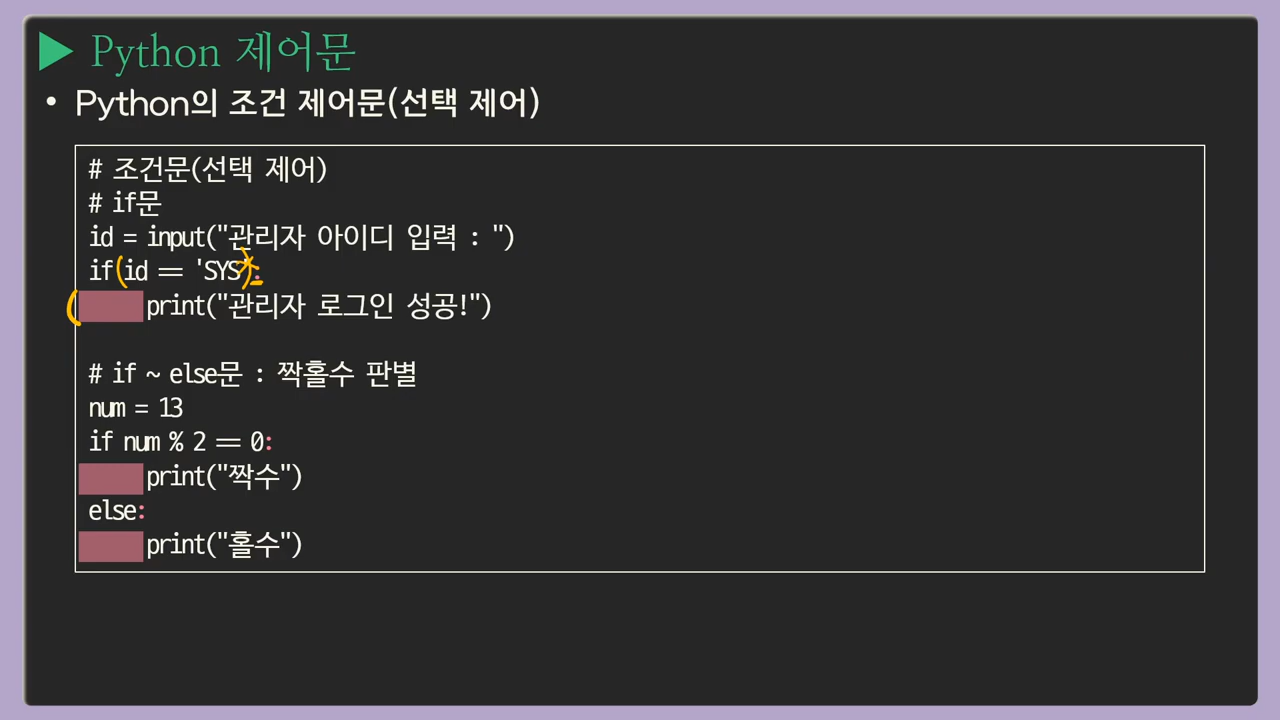 Python 제어문
• Python의 조건 제어문(선택 제어)
# 조건문(선택 제어)
# if문
id = input("관리자 아이디 입력 : ")
if (id == 'SYS'):
print("관리자 로그인 성공!")
# if ~ else문 : 짝홀수 판별
num = 13
if num % 2 == 0:
print("짝수")
else:
print("홀수")